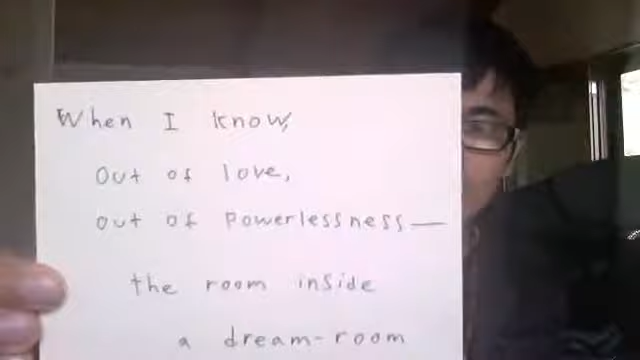 When I know,
out of love,
out of powerlessness—
the room inside
a dream-room